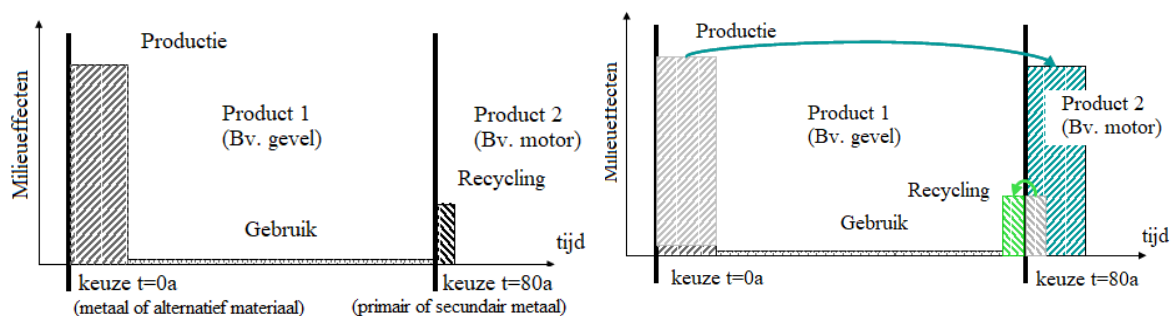 Milieueffecten
Productie
Product 1
(Bv. gevel)
Product 2
(Bv. motor)
Recycling
Gebruik
tijd
keuze t=0a
(metaal of alternatief materiaal)
keuze t=80a
(primair of secundair metaal)
Milieueffecten
Productie
Product 1
(Bv. gevel)
Product 2
(Bv. motor)
Recycling
Gebruik
tijd
keuze t=0a
keuze t=80a